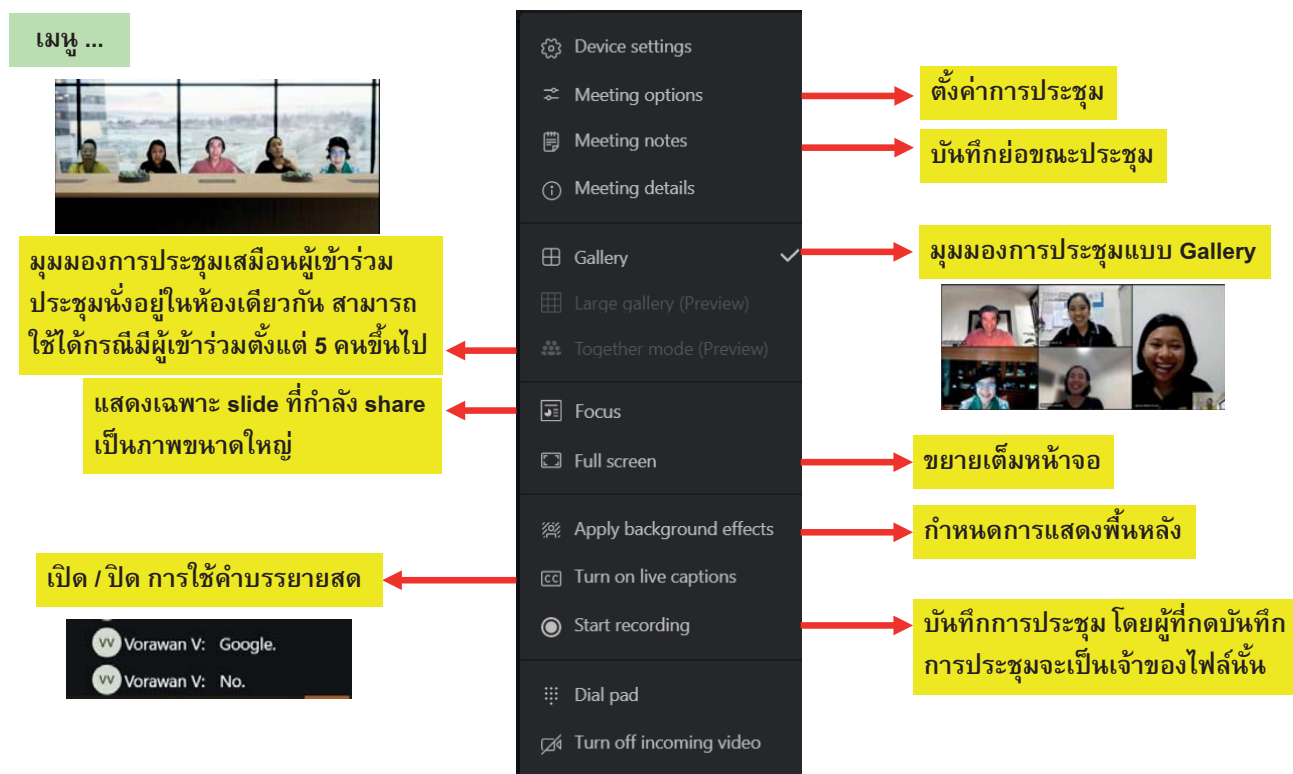 เมนู ...
มุมมองการประชุมเสมือนผู้เข้าร่วม
ประชุมนั่งอยู่ในห้องเดียวกัน สามารถ
ใช้ได้กรณีมีผู้เข้าร่วมตั้งแต่ 5 คนขึ้นไป
แสดงเฉพาะ slide ที่กำลัง share
เป็นภาพขนาดใหญ่
เปิด / ปิด การใช้คำบรรยายสด
VV Vorawan V: Google.
VV Vorawan V: No.
Device settings
Meeting options
Meeting notes
Meeting details
Gallery
Large gallery (Preview)
Together mode (Preview)
Focus
Full screen
Apply background effects
CC Turn on live captions
Start recording
Dial pad
Turn off incoming video
ตั้งค่าการประชุม
บันทึกย่อขณะประชุม
มุมมองการประชุมแบบ Gallery
ขยายเต็มหน้าจอ
กำหนดการแสดงพื้นหลัง
บันทึกการประชุม โดยผู้ที่กดบันทึก
การประชุมจะเป็นเจ้าของไฟล์นั้น